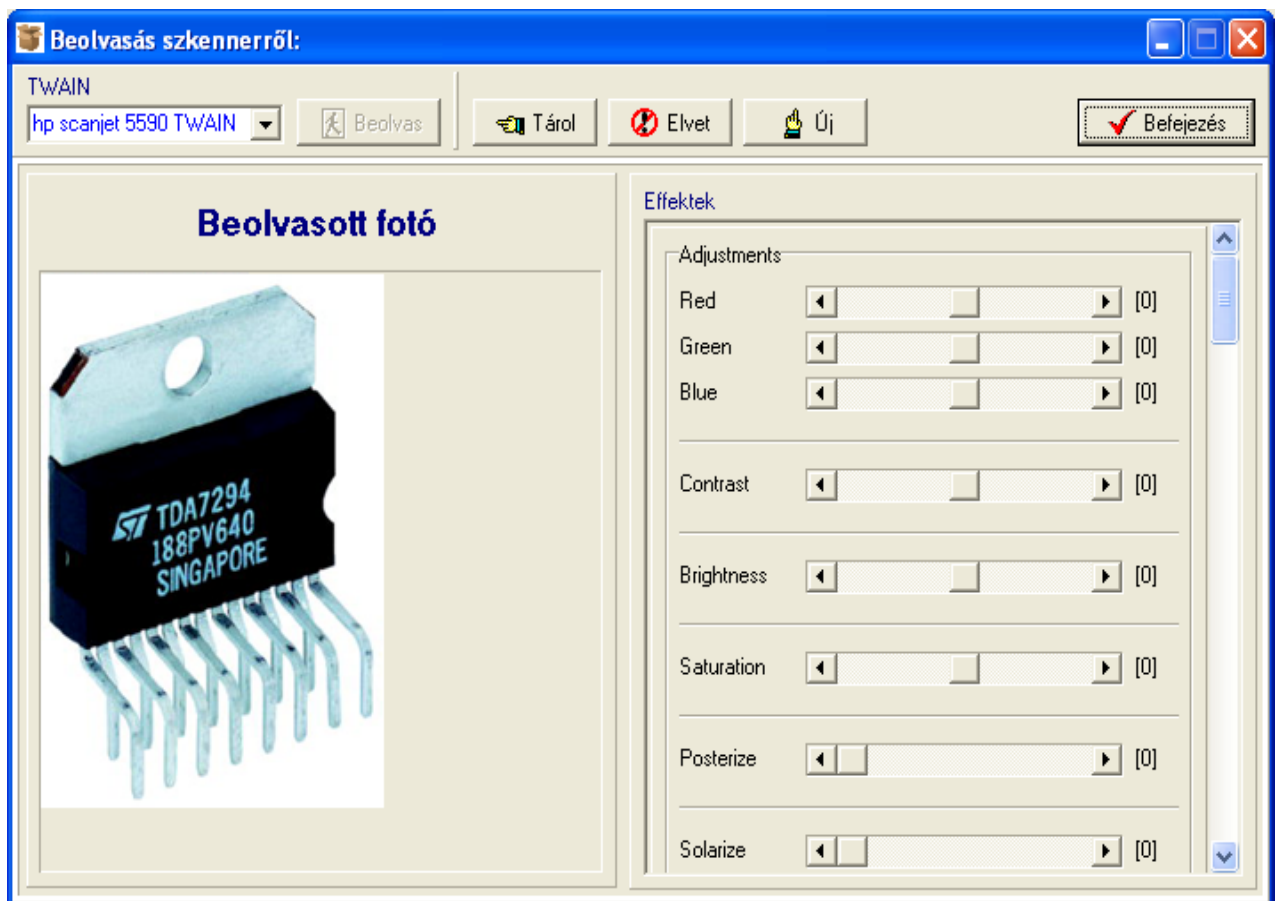 Beolvasás szkennerről:
TWAIN
hp scanjet 5590 TWAIN
Beolvas
Tárol
Elvet
Új
Befejezés
Beolvasott fotó
ST TDA7294
188PV640
SINGAPORE
Effektek
Adjustments
Red [0]
Green [0]
Blue [0]
Contrast [0]
Brightness [0]
Saturation [0]
Posterize [0]
Solarize [0]